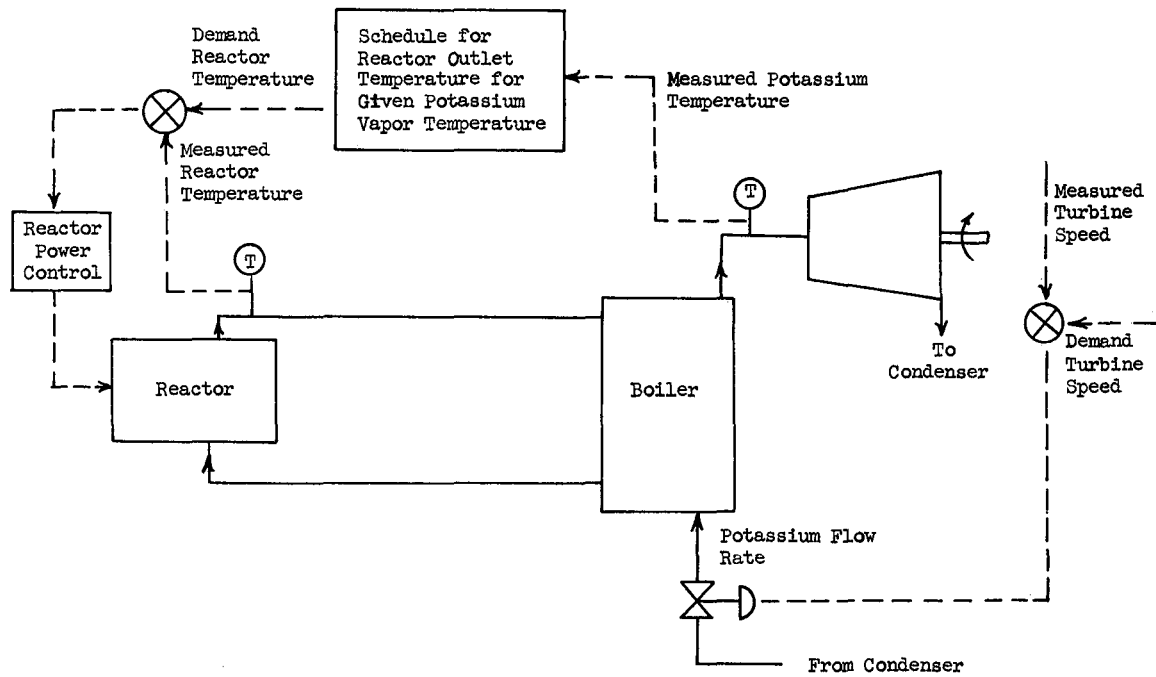 Demand
Reactor
Temperature
Schedule for
Reactor Outlet
Temperature for
Given Potassium
Vapor Temperature
Measured Potassium
Temperature
Measured
Reactor
Temperature
T
Measured
Turbine
Speed
Reactor
Power
Control
T
To
Condenser
Demand
Turbine
Speed
Reactor
Boiler
Potassium Flow
Rate
From Condenser